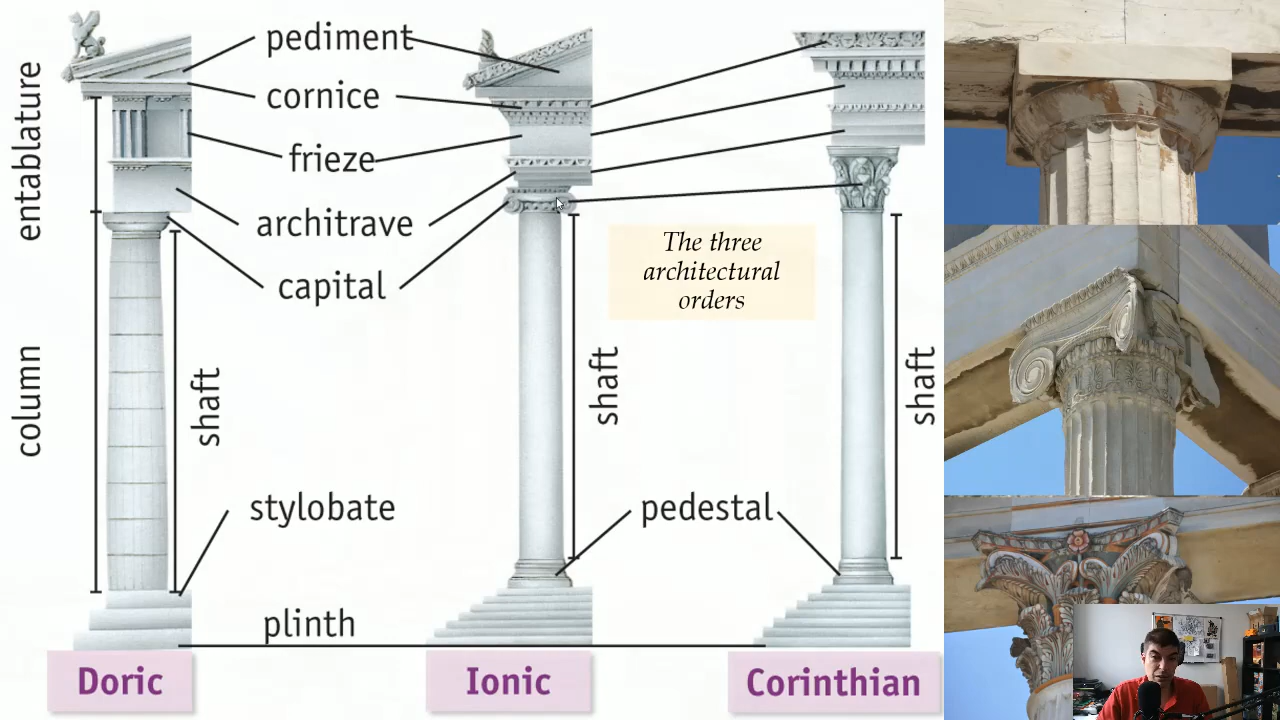 pediment
cornice
frieze
architrave
capital
entablature
column
shaft
shaft
shaft
The three
architectural
orders
stylobate
pedestal
plinth
Doric
Ionic
Corinthian